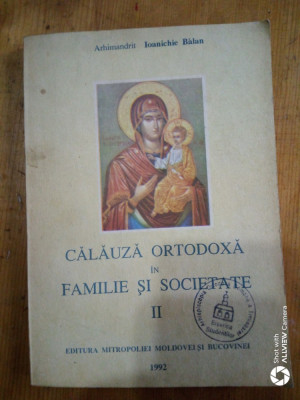 Arhimandrit Ioanichie Bălan
CĂLĂUZĂ ORTODOXĂ
ÎN
FAMILIE ŞI SOCIETATE
II
EDITURA MITROPOLIEI MOLDOVEI ŞI BUCOVINEI
1992
Shot with
ALLVIEW Camera